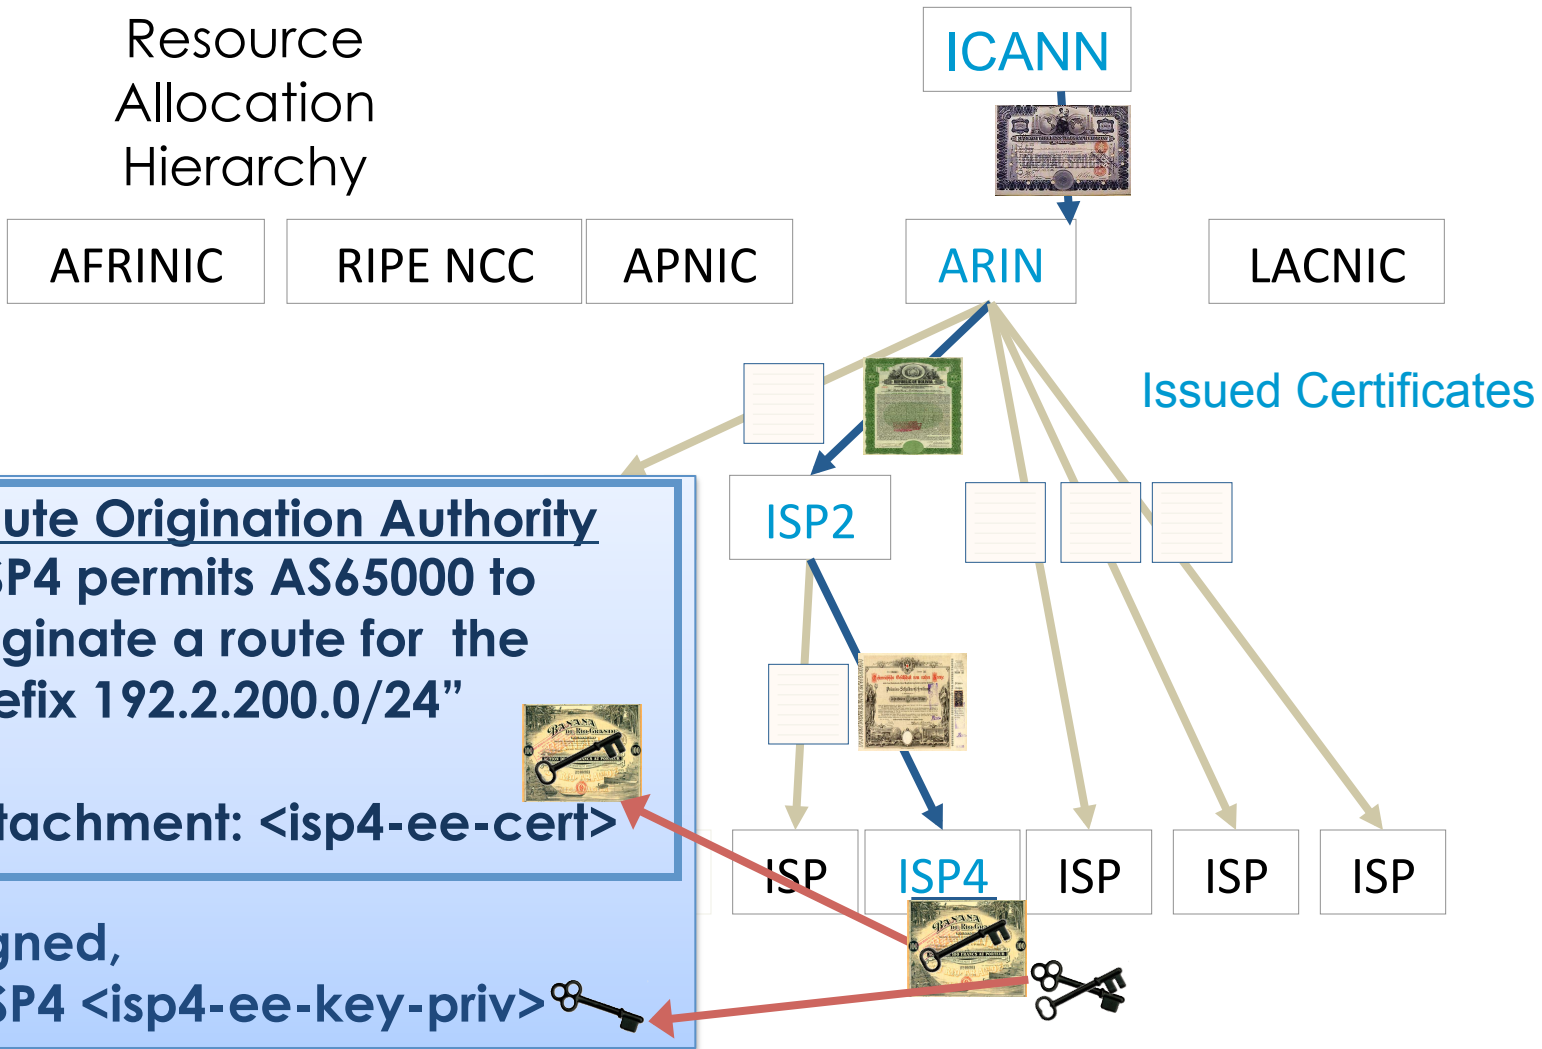 Resource
Allocation
Hierarchy
ICANN
AFRINIC
RIPE NCC
APNIC
ARIN
LACNIC
Issued Certificates
ute Origination Authority
SP4 permits AS65000 to
ginate a route for the
efix 192.2.200.0/24”
tachment: <isp4-ee-cert>
gned,
SP4 <isp4-ee-key-priv>
ISP2
ISP
ISP4
ISP
ISP
ISP